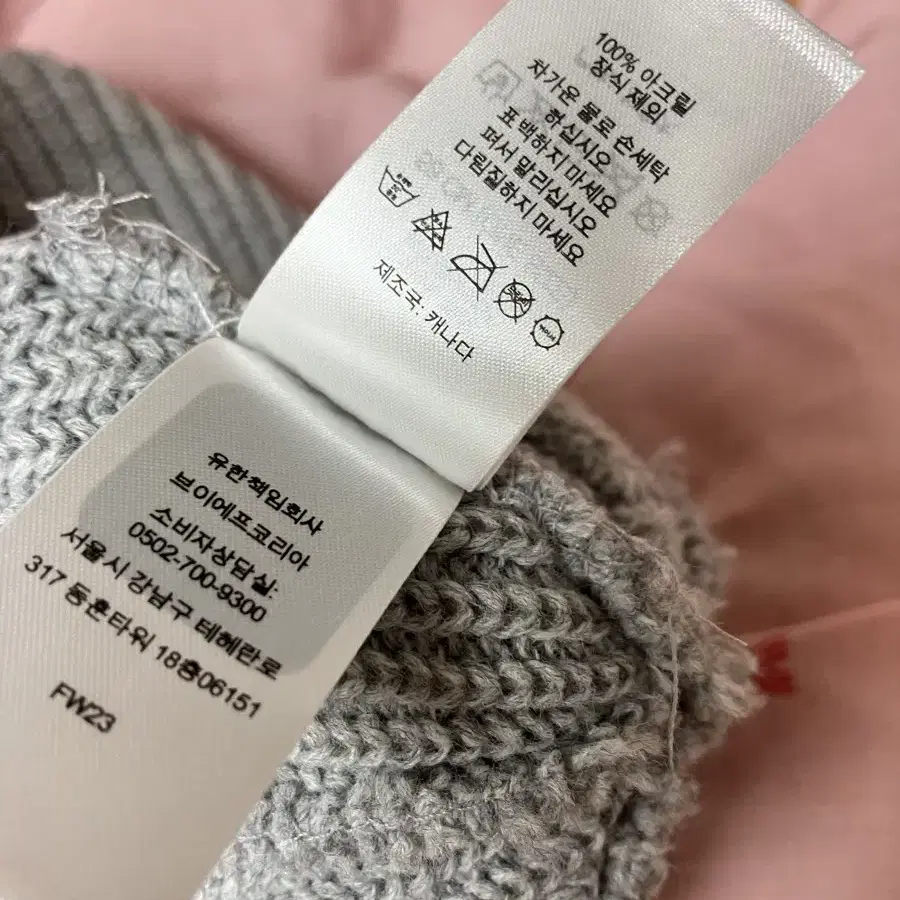 100% 아크릴
장식 제외
차가운 물로 손세탁
하십시오
표백하지 마세요
펴서 말리십시오
다림질하지 마세요
제조국: 캐나다
유한책임회사
브이에프코리아
소비자상담실:
0502-700-9300
서울시 강남구 테헤란로
317 동훈타워 18층06151
FW23